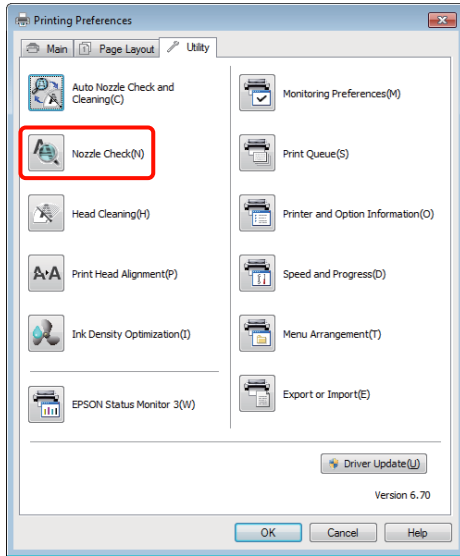 Printing Preferences
Main
Page Layout
Utility
Auto Nozzle Check and
Cleaning(C)
Nozzle Check(N)
Head Cleaning(H)
Print Head Alignment(P)
Ink Density Optimization(I)
EPSON Status Monitor 3(W)
Monitoring Preferences(M)
Print Queue(S)
Printer and Option Information(O)
Speed and Progress(D)
Menu Arrangement(T)
Export or Import(E)
Driver Update(U)
Version 6.70
OK
Cancel
Help